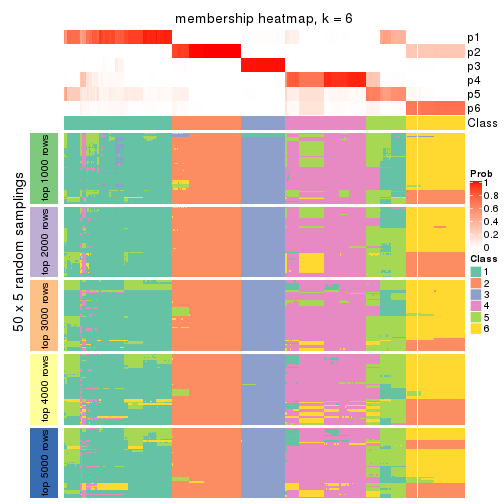 membership heatmap, k = 6
p1
p2
p3
p4
p5
p6
Class
50 x 5 random samplings
top 1000 rows
top 2000 rows
top 3000 rows
top 4000 rows
top 5000 rows
Prob
1
0.8
0.6
0.4
0.2
0
Class
1
2
3
4
5
6